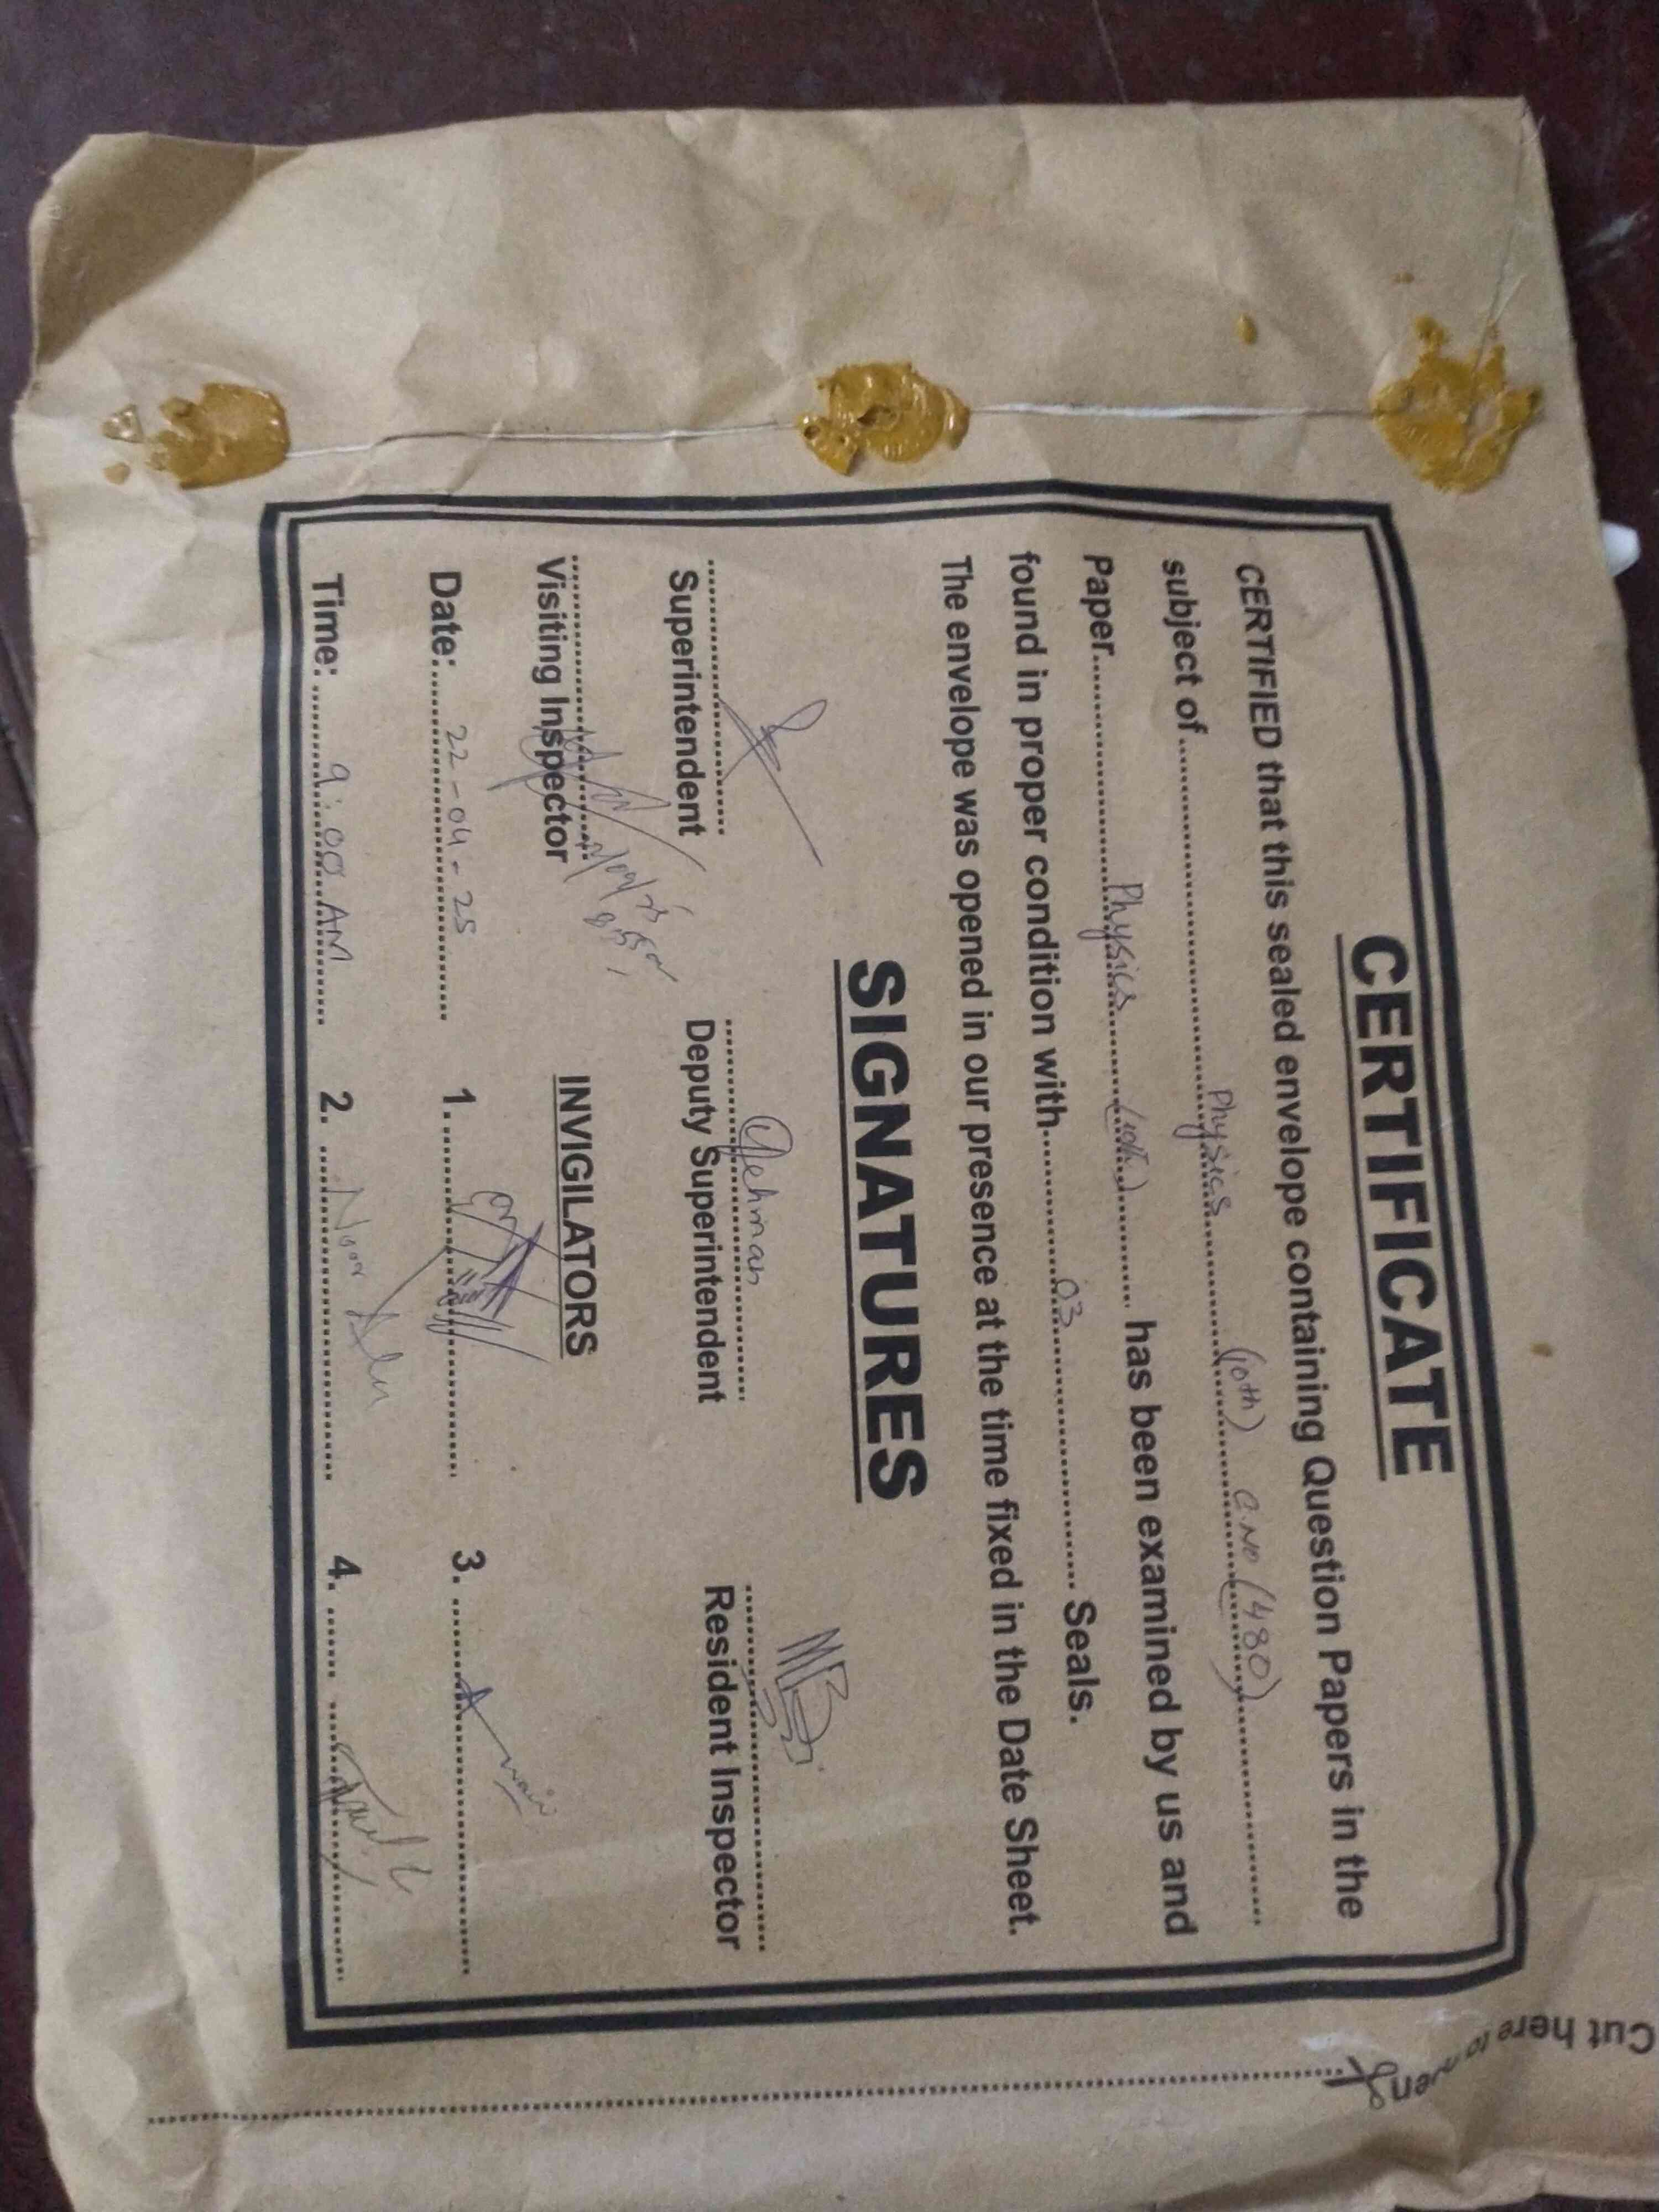 CERTIFICATE
CERTIFIED that this sealed envelope containing Question Papers in the
subject of Physics (10th) C.No (480)
Paper Physics (10th) has been examined by us and
found in proper condition with 03 Seals.
The envelope was opened in our presence at the time fixed in the Date Sheet.
SIGNATURES
Superintendent Deputy Superintendent Resident Inspector
Visiting Inspector
INVIGILATORS
Date: 22-04-25 1. 3.
Time: 9:00 AM 2. Noor 4.
Cut here to open